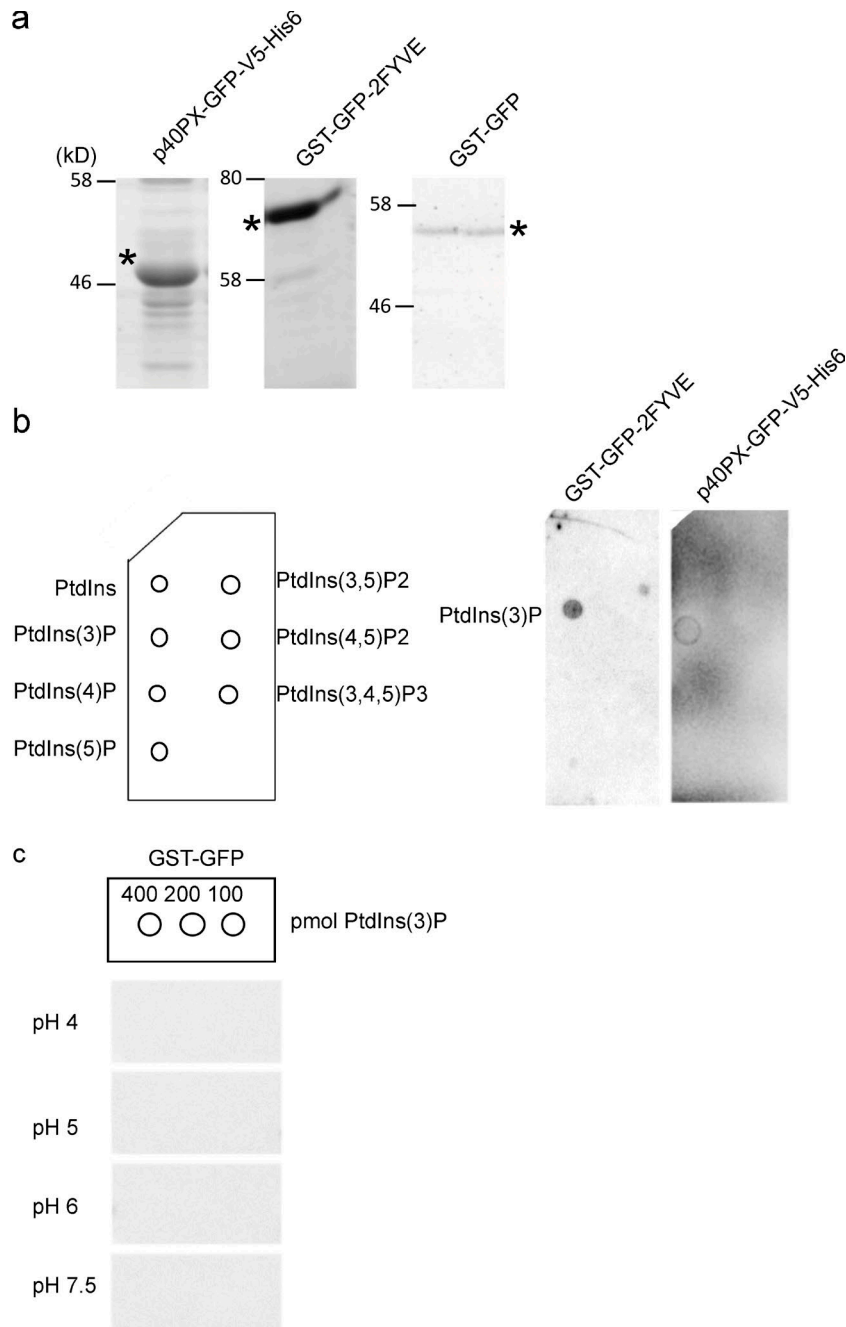 a
p40PX-GFP-V5-His6
GST-GFP-2FYVE
GST-GFP
(kD)
58
46
*
80
58
*
58
46
*
b
PtdIns
PtdIns(3,5)P2
PtdIns(3)P
PtdIns(4,5)P2
PtdIns(4)P
PtdIns(3,4,5)P3
PtdIns(5)P
GST-GFP-2FYVE
p40PX-GFP-V5-His6
PtdIns(3)P
c
GST-GFP
400 200 100
pmol PtdIns(3)P
pH 4
pH 5
pH 6
pH 7.5